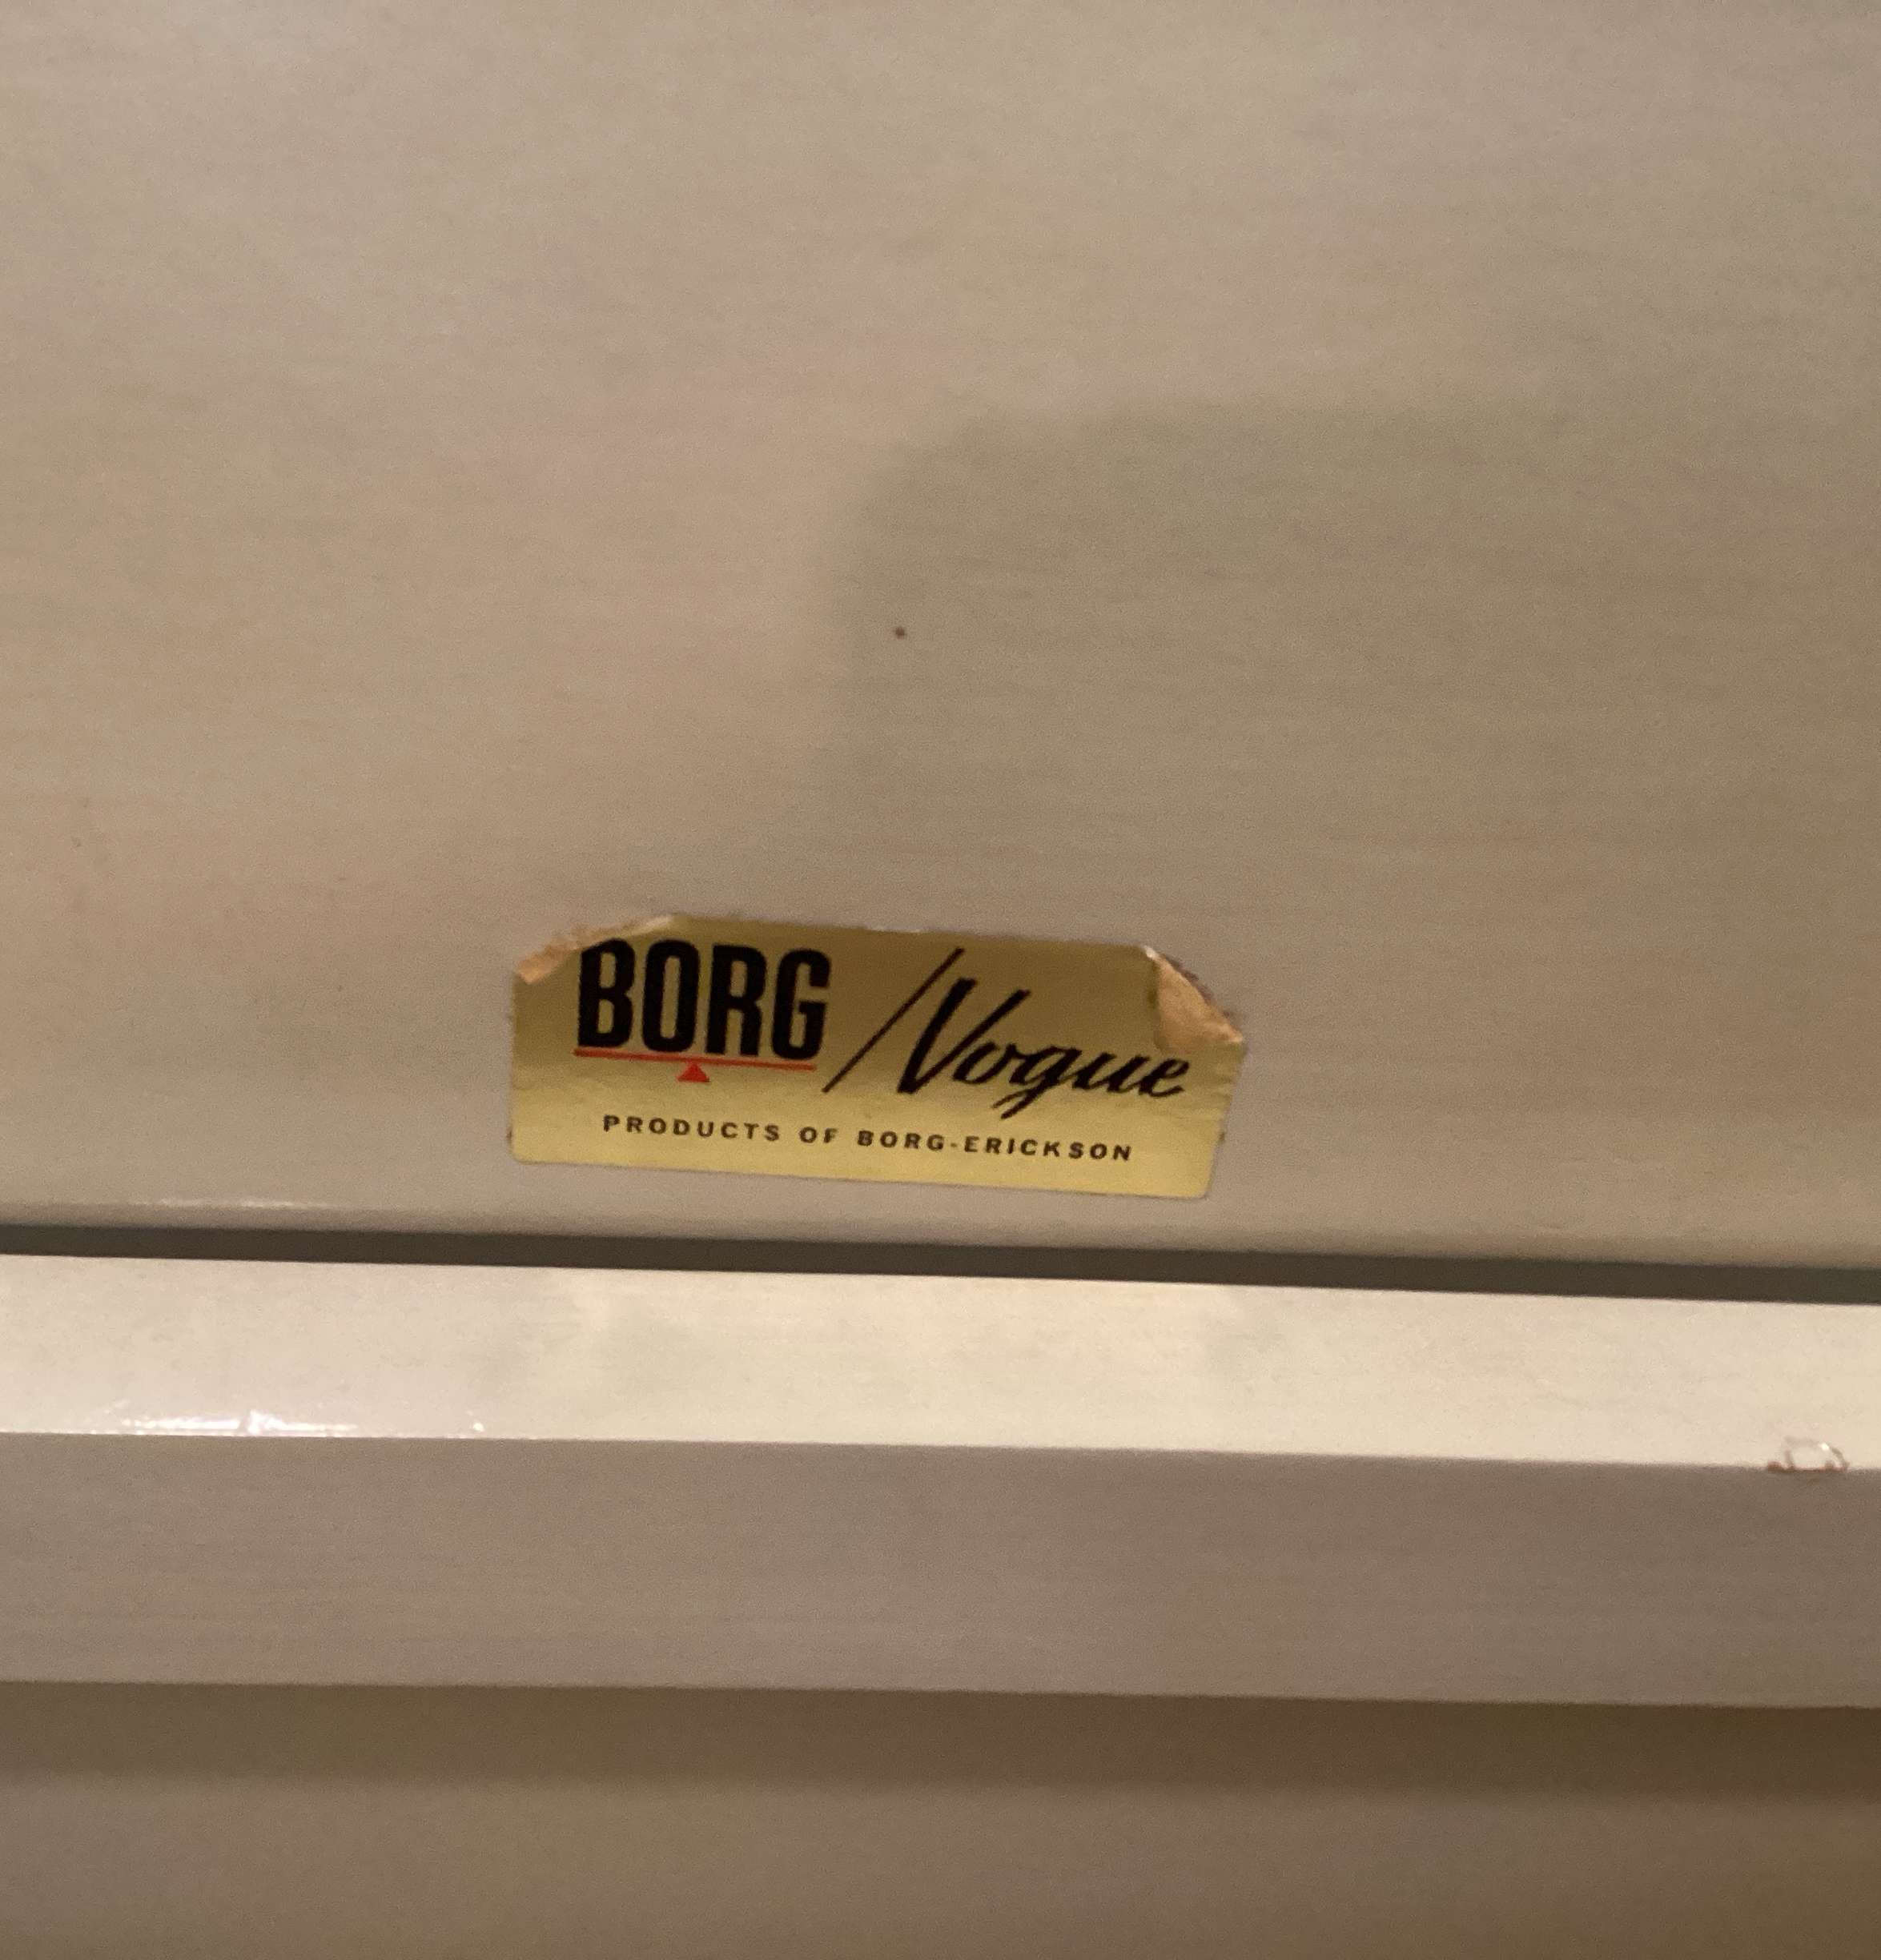 BORG / Vogue
PRODUCTS OF BORG-ERICKSON